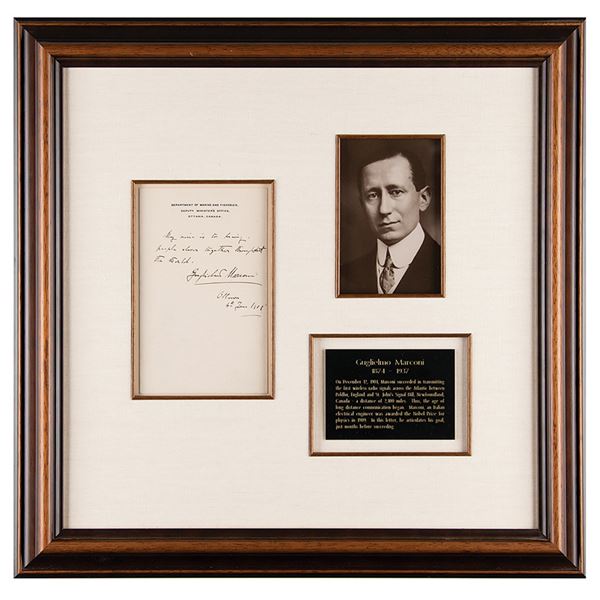 DEPARTMENT OF MARINE AND FISHERIES,
DEPUTY MINISTER'S OFFICE,
OTTAWA, CANADA
My aim is to bring
people closer together throughout
the World.
Guglielmo Marconi
Ottawa
Guglielmo Marconi
1874 - 1937
On December 12, 1901, Marconi succeeded in transmitting
the first wireless radio signals across the Atlantic between
Poldhu, England and St. John's Signal Hill, Newfoundland,
Canada - a distance of 2,100 miles. Thus, the age of
long distance communication began. Marconi, an Italian
electrical engineer was awarded the Nobel Prize for
physics in 1909. In this letter, he articulates his goal,
just months before succeeding.